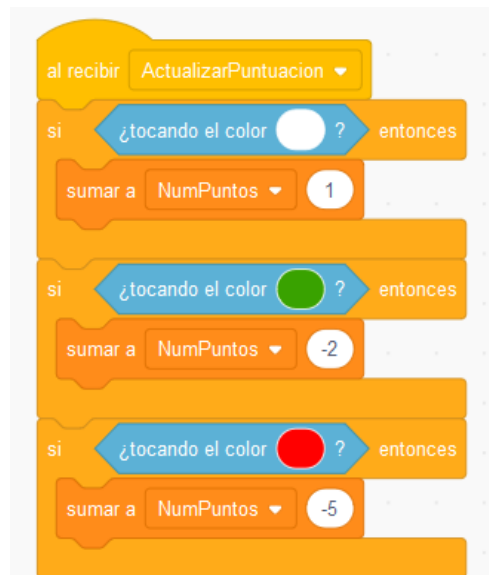 al recibir ActualizarPuntuacion
si ¿tocando el color ? entonces
sumar a NumPuntos 1
si ¿tocando el color ? entonces
sumar a NumPuntos -2
si ¿tocando el color ? entonces
sumar a NumPuntos -5